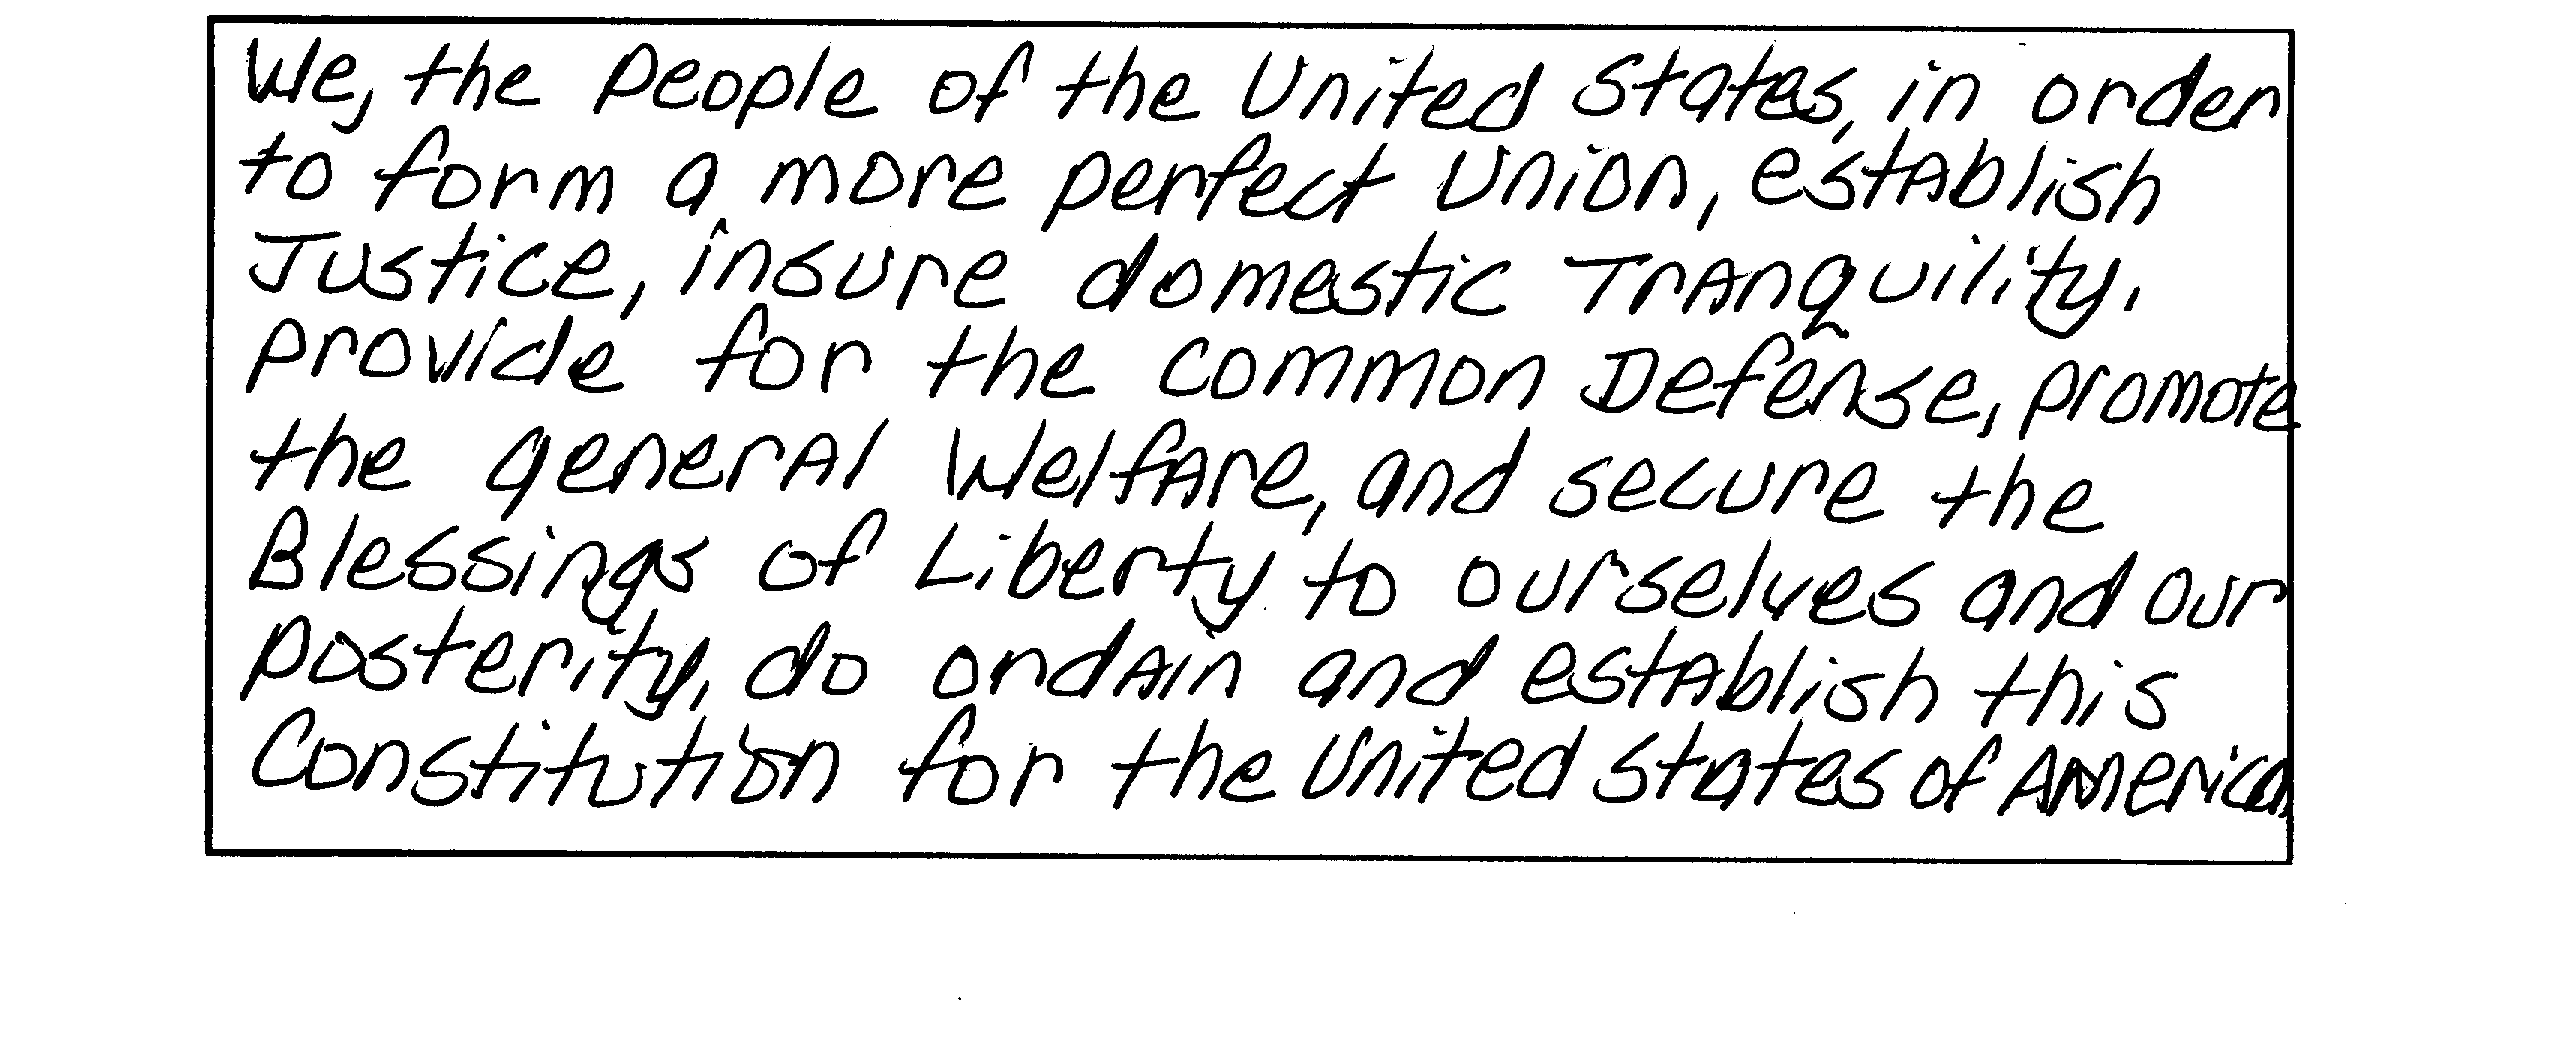 We, the People of the United States, in order
to form a more perfect Union, establish
Justice, insure domestic Tranquility,
provide for the common Defense, promote
the general Welfare, and secure the
Blessings of Liberty to ourselves and our
posterity, do ordain and establish this
Constitution for the United States of America.